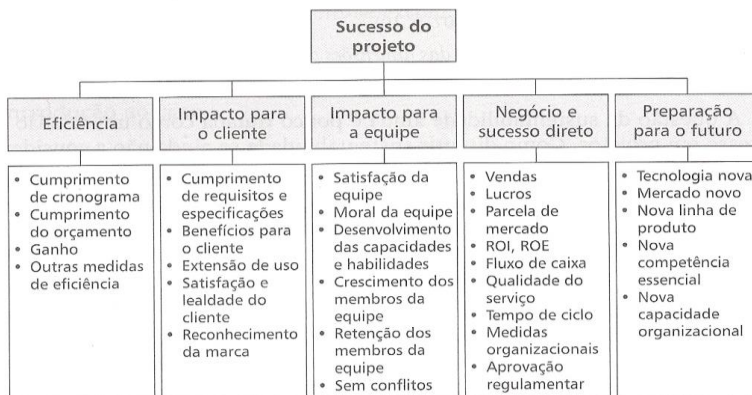 Sucesso do
projeto
Eficiência
Impacto para
o cliente
Impacto para
a equipe
Negócio e
sucesso direto
Preparação
para o futuro
• Cumprimento
de cronograma
• Cumprimento
do orçamento
• Ganho
• Outras medidas
de eficiência
• Cumprimento
de requisitos e
especificações
• Benefícios para
o cliente
• Extensão de uso
• Satisfação e
lealdade do
cliente
• Reconhecimento
da marca
• Satisfação da
equipe
• Moral da equipe
• Desenvolvimento
das capacidades
e habilidades
• Crescimento dos
membros da
equipe
• Retenção dos
membros da
equipe
• Sem conflitos
• Vendas
• Lucros
• Parcela de
mercado
• ROI, ROE
• Fluxo de caixa
• Qualidade do
serviço
• Tempo de ciclo
• Medidas
organizacionais
• Aprovação
regulamentar
• Tecnologia nova
• Mercado novo
• Nova linha de
produto
• Nova
competência
essencial
• Nova
capacidade
organizacional